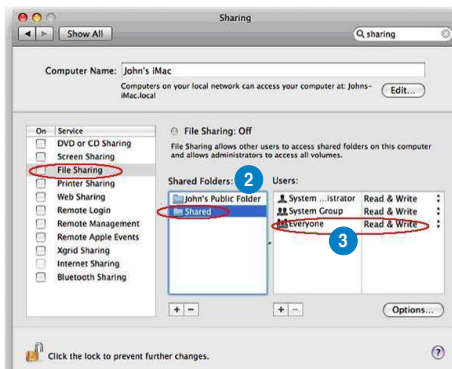 Sharing
Show All
sharing
Computer Name: John's iMac
Computers on your local network can access your computer at: Johns-
iMac.local
Edit...
On Service
DVD or CD Sharing
Screen Sharing
File Sharing
Printer Sharing
Web Sharing
Remote Login
Remote Management
Remote Apple Events
Xgrid Sharing
Internet Sharing
Bluetooth Sharing
File Sharing: Off
File Sharing allows other users to access shared folders on this computer
and allows administrators to access all volumes.
Shared Folders: 2 Users:
John's Public Folder
Shared
System ...istrator Read & Write
System Group Read & Write
Everyone Read & Write
3
+ − + −
Options...
Click the lock to prevent further changes.
?